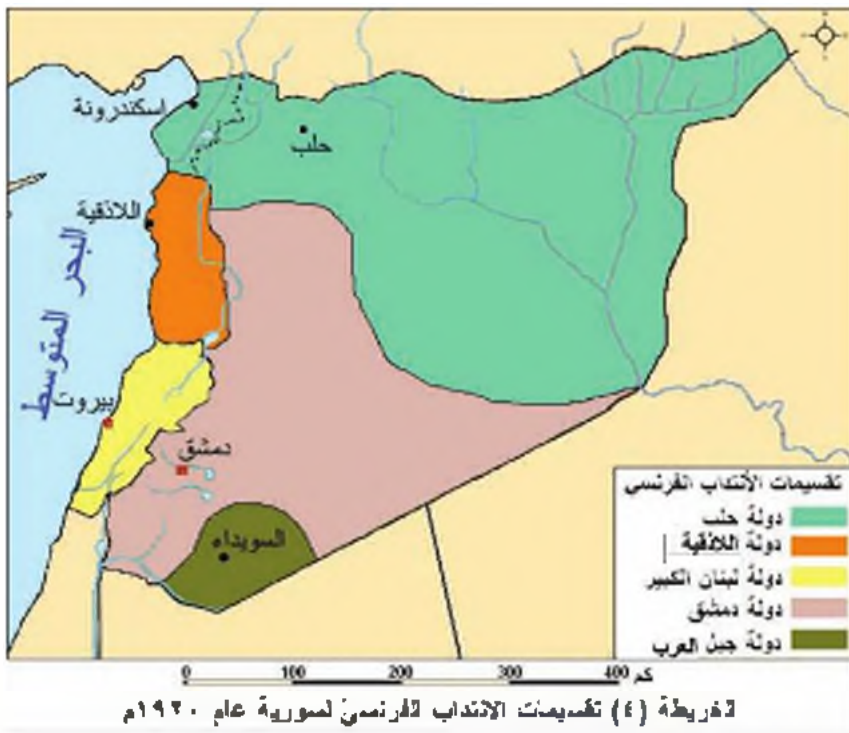 اسكندرونة
حلب
اللاذقية
البحر المتوسط
بيروت
دمشق
السويداء
تقسيمات الأنتداب الفرنسي
دولة حلب
دولة اللاذقية
دولة لبنان الكبير
دولة دمشق
دولة جبل العرب
0 100 200 300 400 كم
الخريطة (٤) تقسيمات الانتداب الفرنسيّ لسورية عام ١٩٢٠م